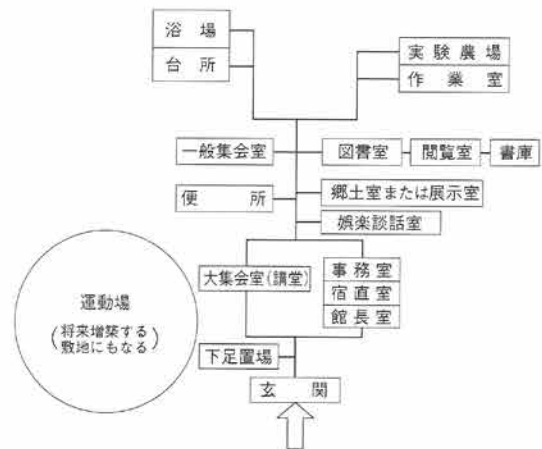 浴場
台所
実験農場
作業室
一般集会室
図書室
閲覧室
書庫
便所
郷土室または展示室
娯楽談話室
大集会室(講堂)
事務室
宿直室
館長室
運動場
(将来増築する
敷地にもなる)
下足置場
玄関